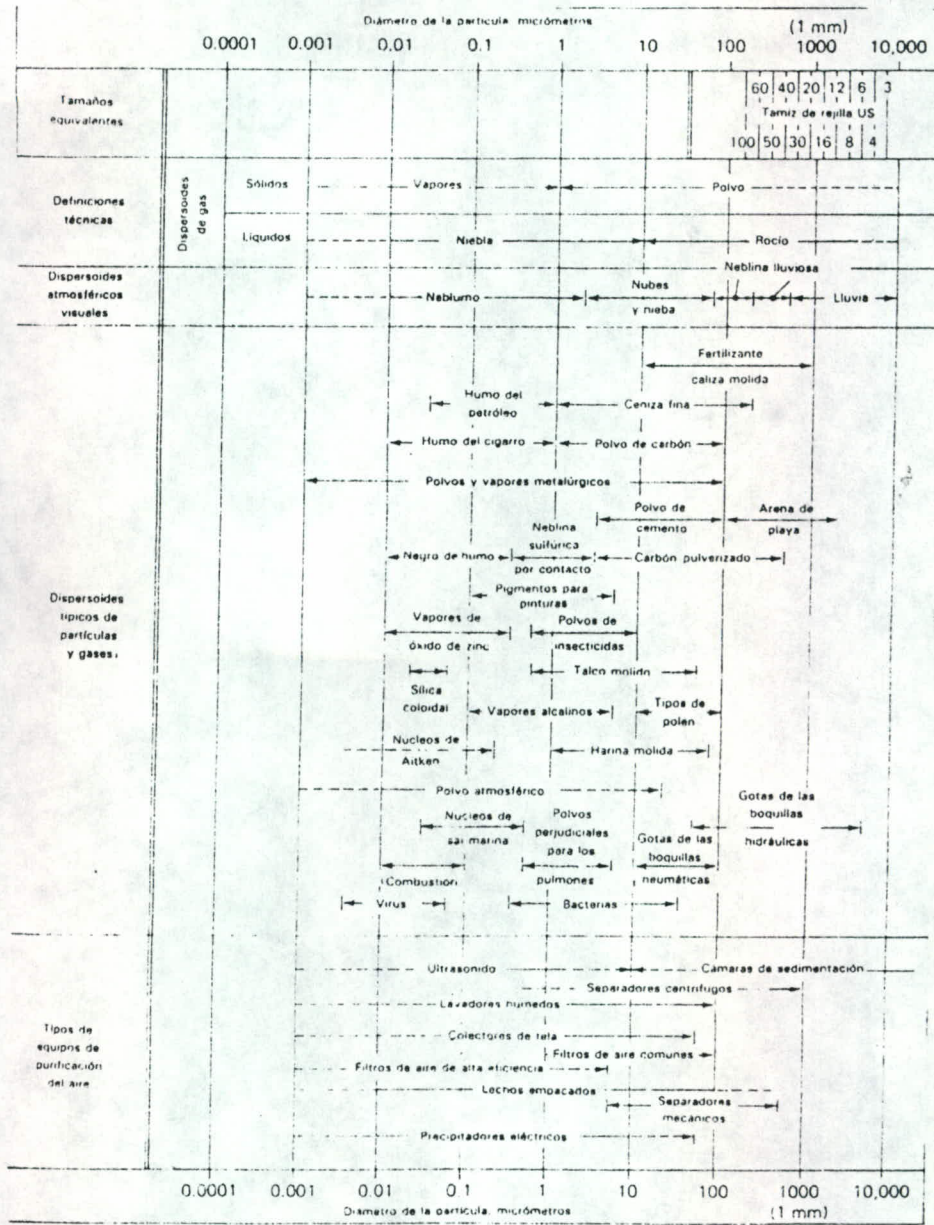 Diámetro de la partícula, micrómetros (1 mm)
0.0001 0.001 0.01 0.1 1 10 100 1000 10,000
Tamaños
equivalentes
60 40 20 12 6 3
Tamiz de rejilla US
100 50 30 16 8 4
Definiciones
técnicas
Dispersoides
de gas
Sólidos Vapores Polvo
Líquidos Niebla Rocío
Dispersoides
atmosféricos
visuales
Neblina lluviosa
Neblumo
Nubes
y nieba
Lluvia
Dispersoides
típicos de
partículas
y gases
Fertilizante
caliza molida
Humo del
petróleo
Ceniza fina
Humo del cigarro Polvo de carbón
Polvos y vapores metalúrgicos
Polvo de
cemento
Arena de
playa
Negro de humo
Neblina
sulfúrica
por contacto
Carbón pulverizado
Pigmentos para
pinturas
Vapores de
óxido de zinc
Polvos de
insecticidas
Talco molido
Sílica
coloidal
Vapores alcalinos
Tipos de
polen
Nucleos de
Aitken
Harina molida
Polvo atmosférico
Nucleos de
sal marina
Polvos
perjudiciales
para los
pulmones
Gotas de las
boquillas
neumáticas
Gotas de las
boquillas
hidráulicas
Combustión
Virus Bacterias
Tipos de
equipos de
purificación
del aire
Ultrasonido Cámaras de sedimentación
Separadores centrífugos
Lavadores húmedos
Colectores de tela
Filtros de aire comunes
Filtros de aire de alta eficiencia
Lechos empacados
Separadores
mecánicos
Precipitadores eléctricos
0.0001 0.001 0.01 0.1 1 10 100 1000 10,000
Diámetro de la partícula, micrómetros (1 mm)